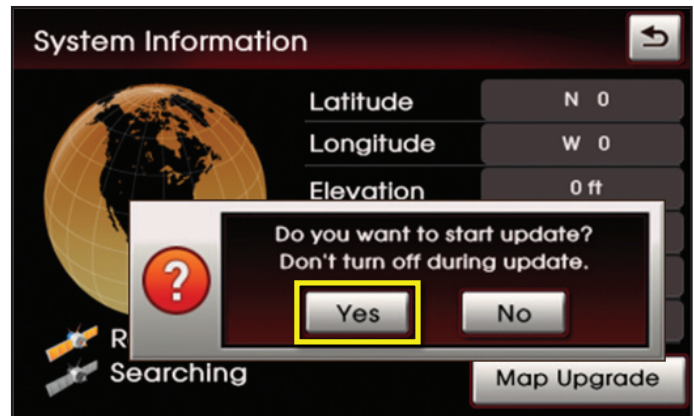 System Information
Latitude N 0
Longitude W 0
Elevation 0 ft
Do you want to start update?
Don't turn off during update.
Yes No
Searching
Map Upgrade